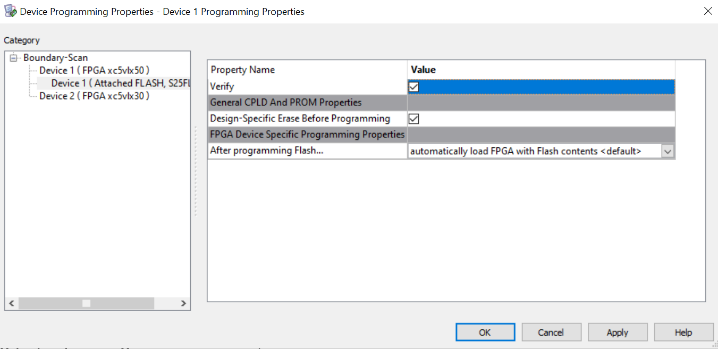 Device Programming Properties - Device 1 Programming Properties
Category
Boundary-Scan
Device 1 ( FPGA xc5vlx50 )
Device 1 ( Attached FLASH, S25FL
Device 2 ( FPGA xc5vlx30 )
Property Name Value
Verify
General CPLD And PROM Properties
Design-Specific Erase Before Programming
FPGA Device Specific Programming Properties
After programming Flash... automatically load FPGA with Flash contents <default>
OK Cancel Apply Help